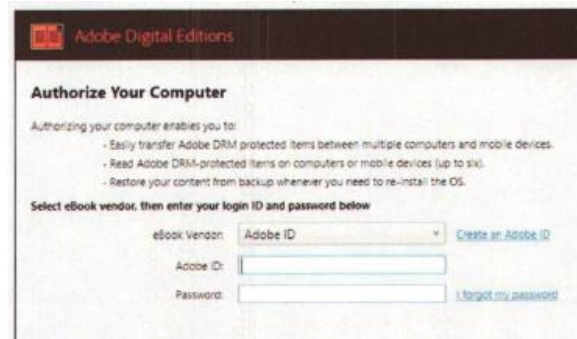 Adobe Digital Editions
Authorize Your Computer
Authorizing your computer enables you to:
- Easily transfer Adobe DRM protected items between multiple computers and mobile devices.
- Read Adobe DRM-protected items on computers or mobile devices (up to six).
- Restore your content from backup whenever you need to re-install the OS.
Select eBook vendor, then enter your login ID and password below
eBook Vendor: Adobe ID Create an Adobe ID
Adobe ID:
Password: I forgot my password